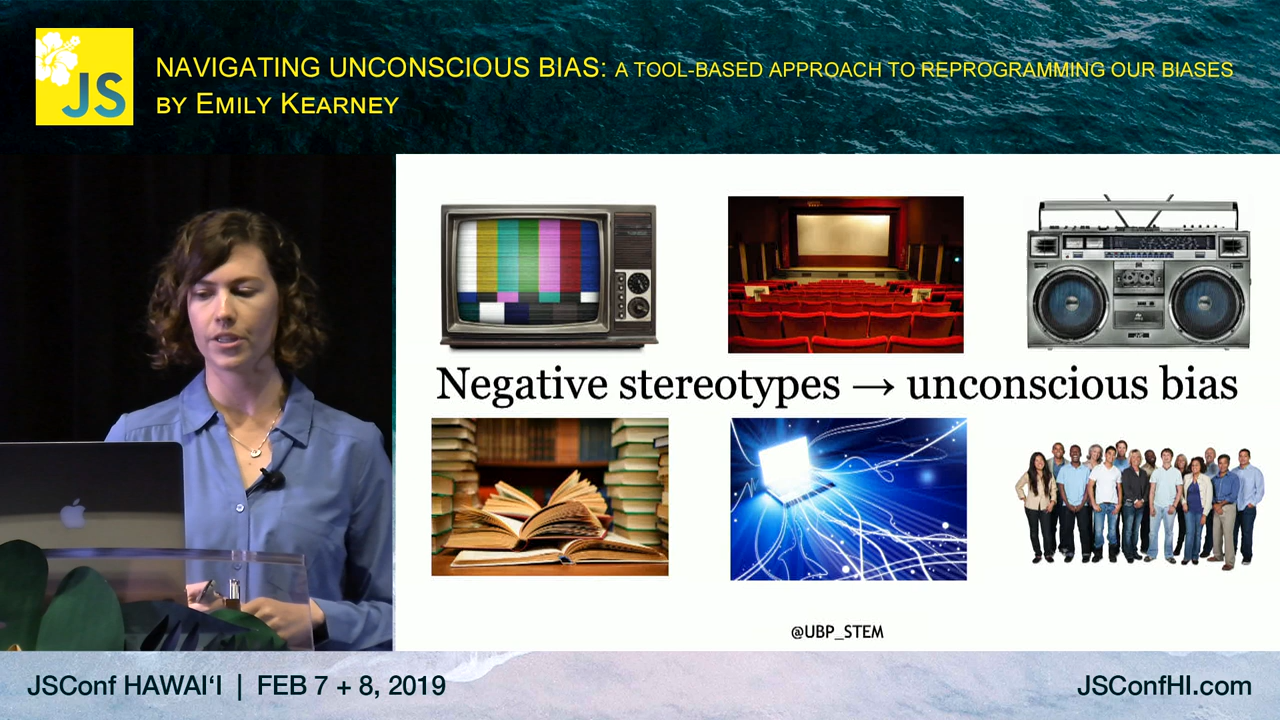 JS
NAVIGATING UNCONSCIOUS BIAS: A TOOL-BASED APPROACH TO REPROGRAMMING OUR BIASES
BY EMILY KEARNEY
Negative stereotypes → unconscious bias
@UBP_STEM
JSConf HAWAIʻI | FEB 7 + 8, 2019
JSConfHI.com